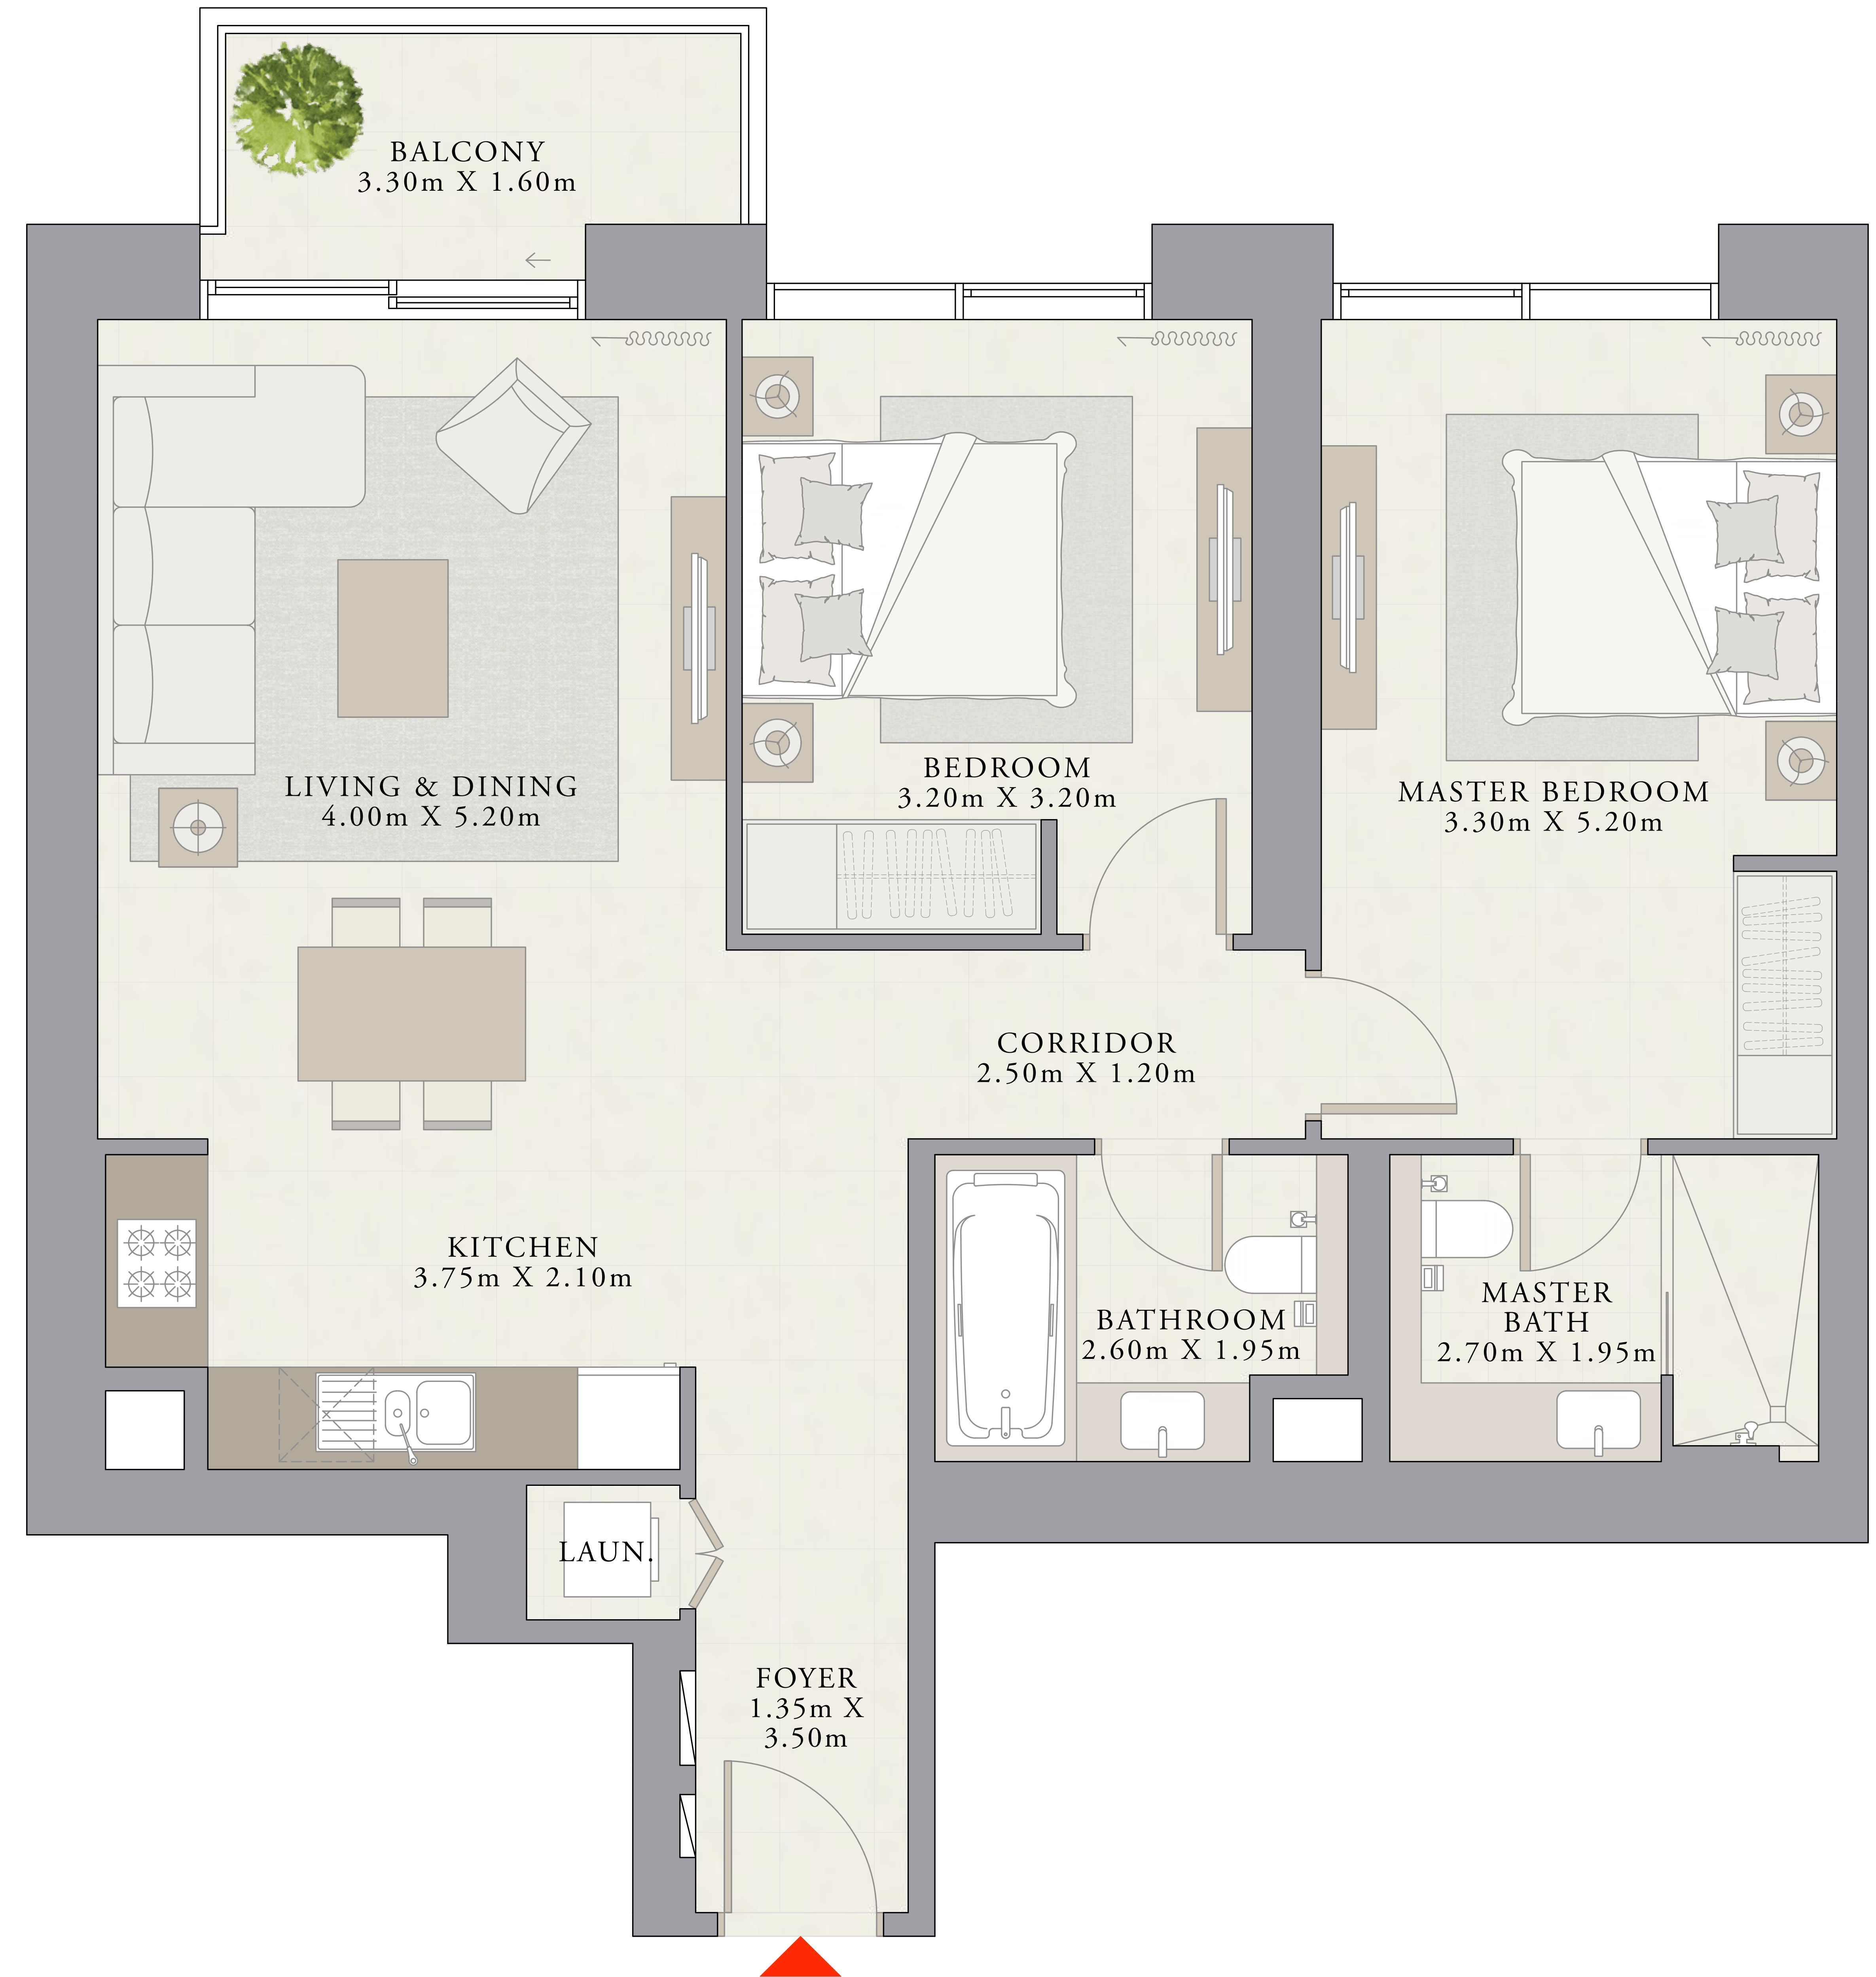 BALCONY
3.30m X 1.60m
BEDROOM
3.20m X 3.20m
LIVING & DINING
4.00m X 5.20m
MASTER BEDROOM
3.30m X 5.20m
CORRIDOR
2.50m X 1.20m
KITCHEN
3.75m X 2.10m
BATHROOM
2.60m X 1.95m
MASTER
BATH
2.70m X 1.95m
LAUN.
FOYER
1.35m X
3.50m